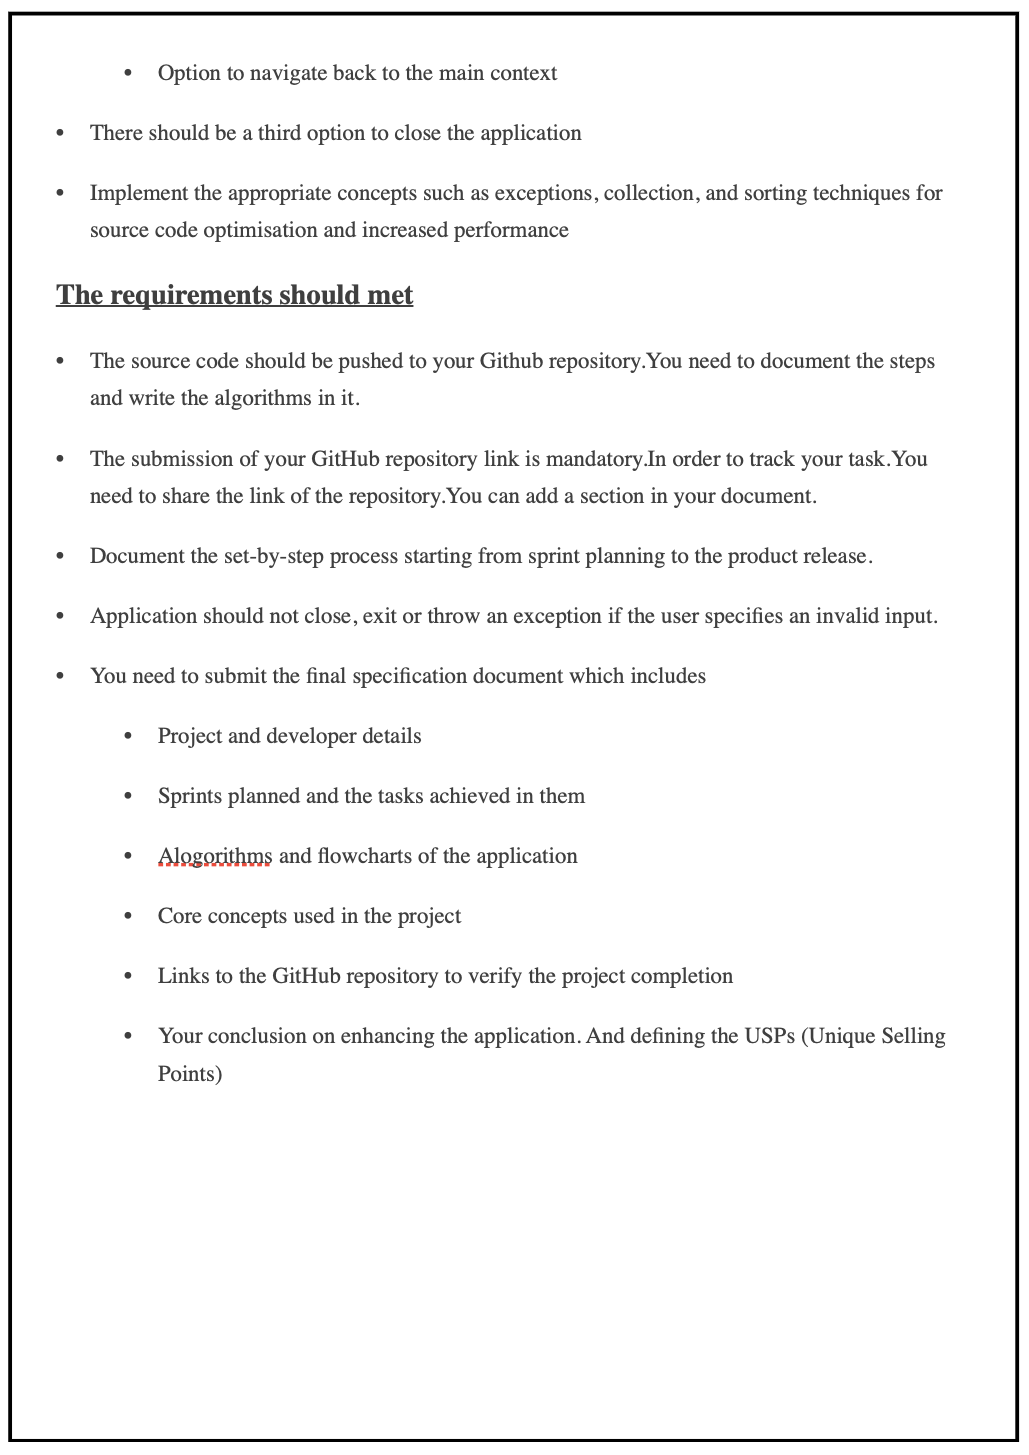 • Option to navigate back to the main context
• There should be a third option to close the application
• Implement the appropriate concepts such as exceptions, collection, and sorting techniques for
source code optimisation and increased performance
The requirements should met
• The source code should be pushed to your Github repository.You need to document the steps
and write the algorithms in it.
• The submission of your GitHub repository link is mandatory.In order to track your task.You
need to share the link of the repository.You can add a section in your document.
• Document the set-by-step process starting from sprint planning to the product release.
• Application should not close, exit or throw an exception if the user specifies an invalid input.
• You need to submit the final specification document which includes
• Project and developer details
• Sprints planned and the tasks achieved in them
• Alogorithms and flowcharts of the application
• Core concepts used in the project
• Links to the GitHub repository to verify the project completion
• Your conclusion on enhancing the application. And defining the USPs (Unique Selling
Points)